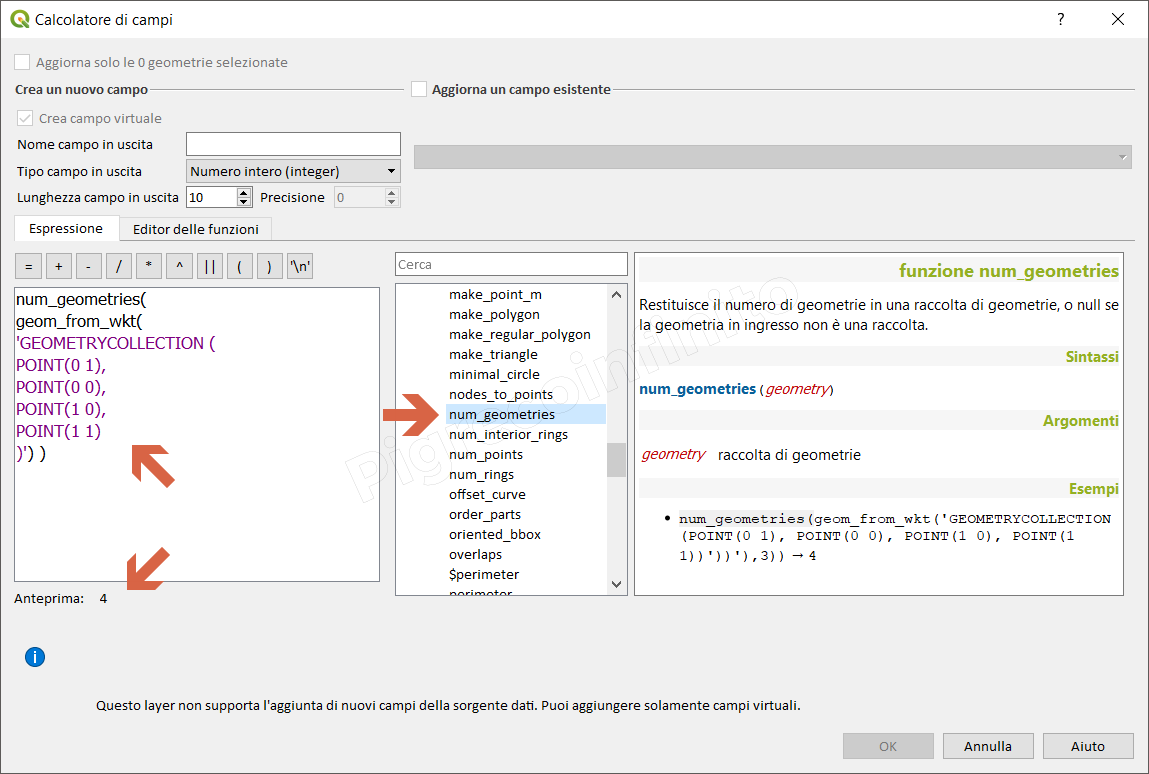 Calcolatore di campi
?
Aggiorna solo le 0 geometrie selezionate
Crea un nuovo campo
Aggiorna un campo esistente
Crea campo virtuale
Nome campo in uscita
Tipo campo in uscita Numero intero (integer)
Lunghezza campo in uscita 10 Precisione 0
Espressione Editor delle funzioni
= + - / * ^ || ( ) '\n'
num_geometries(
geom_from_wkt(
'GEOMETRYCOLLECTION (
POINT(0 1),
POINT(0 0),
POINT(1 0),
POINT(1 1)
)') )
Anteprima: 4
Cerca
make_point_m
make_polygon
make_regular_polygon
make_triangle
minimal_circle
nodes_to_points
num_geometries
num_interior_rings
num_points
num_rings
offset_curve
order_parts
oriented_bbox
overlaps
$perimeter
perimeter
funzione num_geometries
Restituisce il numero di geometrie in una raccolta di geometrie, o null se
la geometria in ingresso non è una raccolta.
Sintassi
num_geometries (geometry)
Argomenti
geometry raccolta di geometrie
Esempi
• num_geometries(geom_from_wkt('GEOMETRYCOLLECTION
(POINT(0 1), POINT(0 0), POINT(1 0), POINT(1
1))'))'),3)) → 4
i
Questo layer non supporta l'aggiunta di nuovi campi della sorgente dati. Puoi aggiungere solamente campi virtuali.
OK Annulla Aiuto